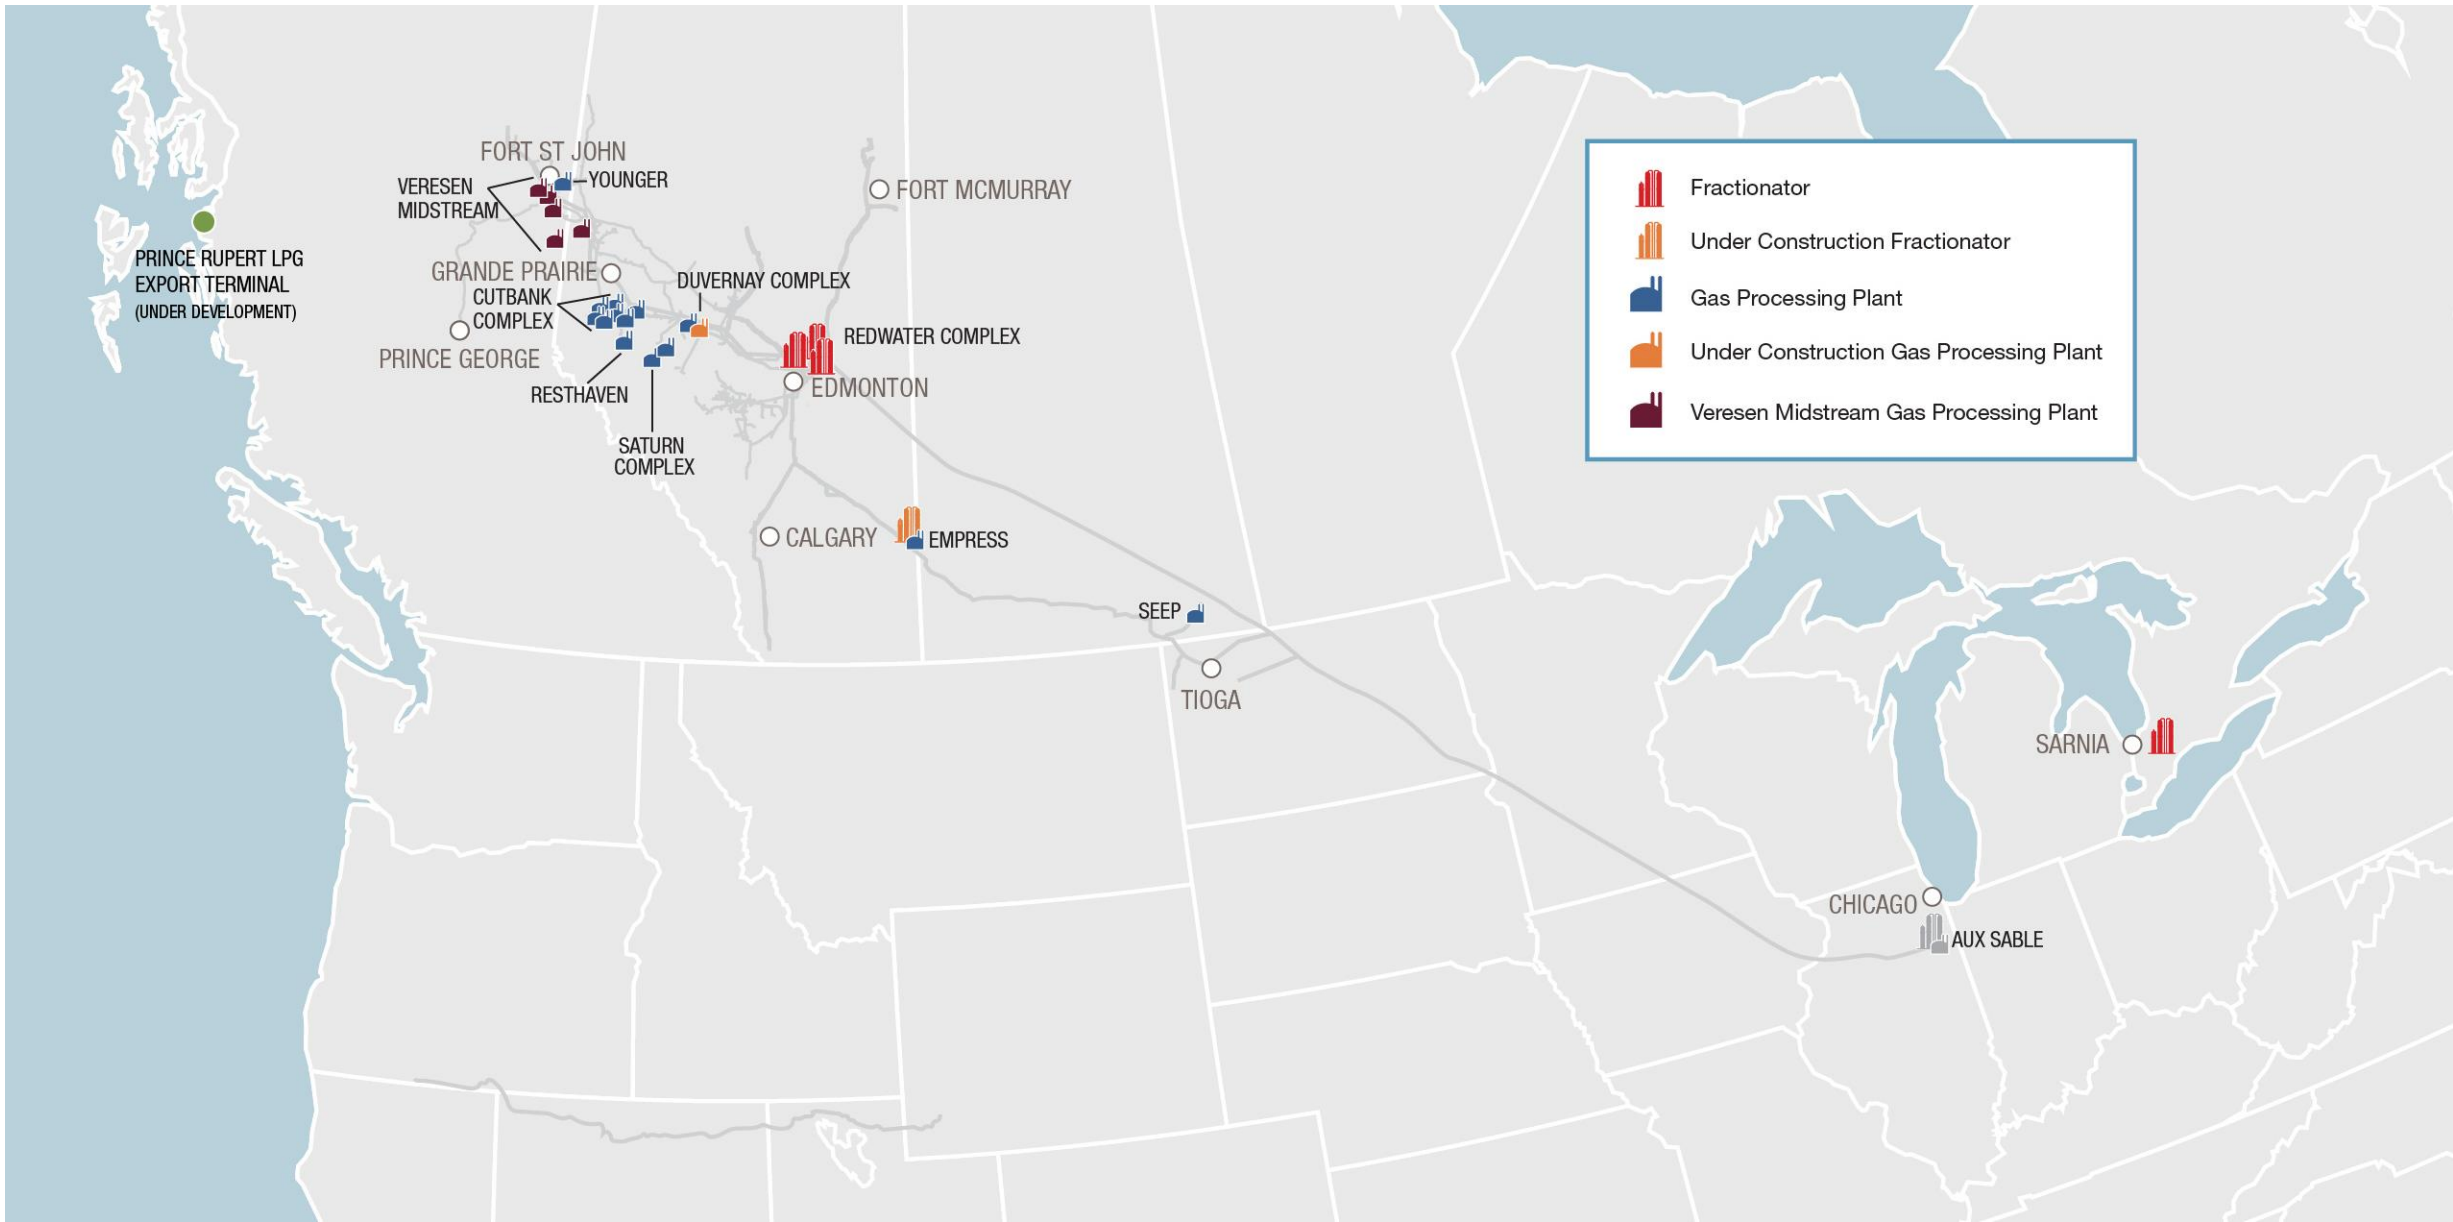 FORT ST JOHN
VERESEN
MIDSTREAM
YOUNGER
FORT MCMURRAY
PRINCE RUPERT LPG
EXPORT TERMINAL
(UNDER DEVELOPMENT)
GRANDE PRAIRIE
CUTBANK
COMPLEX
DUVERNAY COMPLEX
PRINCE GEORGE
REDWATER COMPLEX
RESTHAVEN
EDMONTON
SATURN
COMPLEX
CALGARY
EMPRESS
SEEP
TIOGA
SARNIA
CHICAGO
AUX SABLE
Fractionator
Under Construction Fractionator
Gas Processing Plant
Under Construction Gas Processing Plant
Veresen Midstream Gas Processing Plant